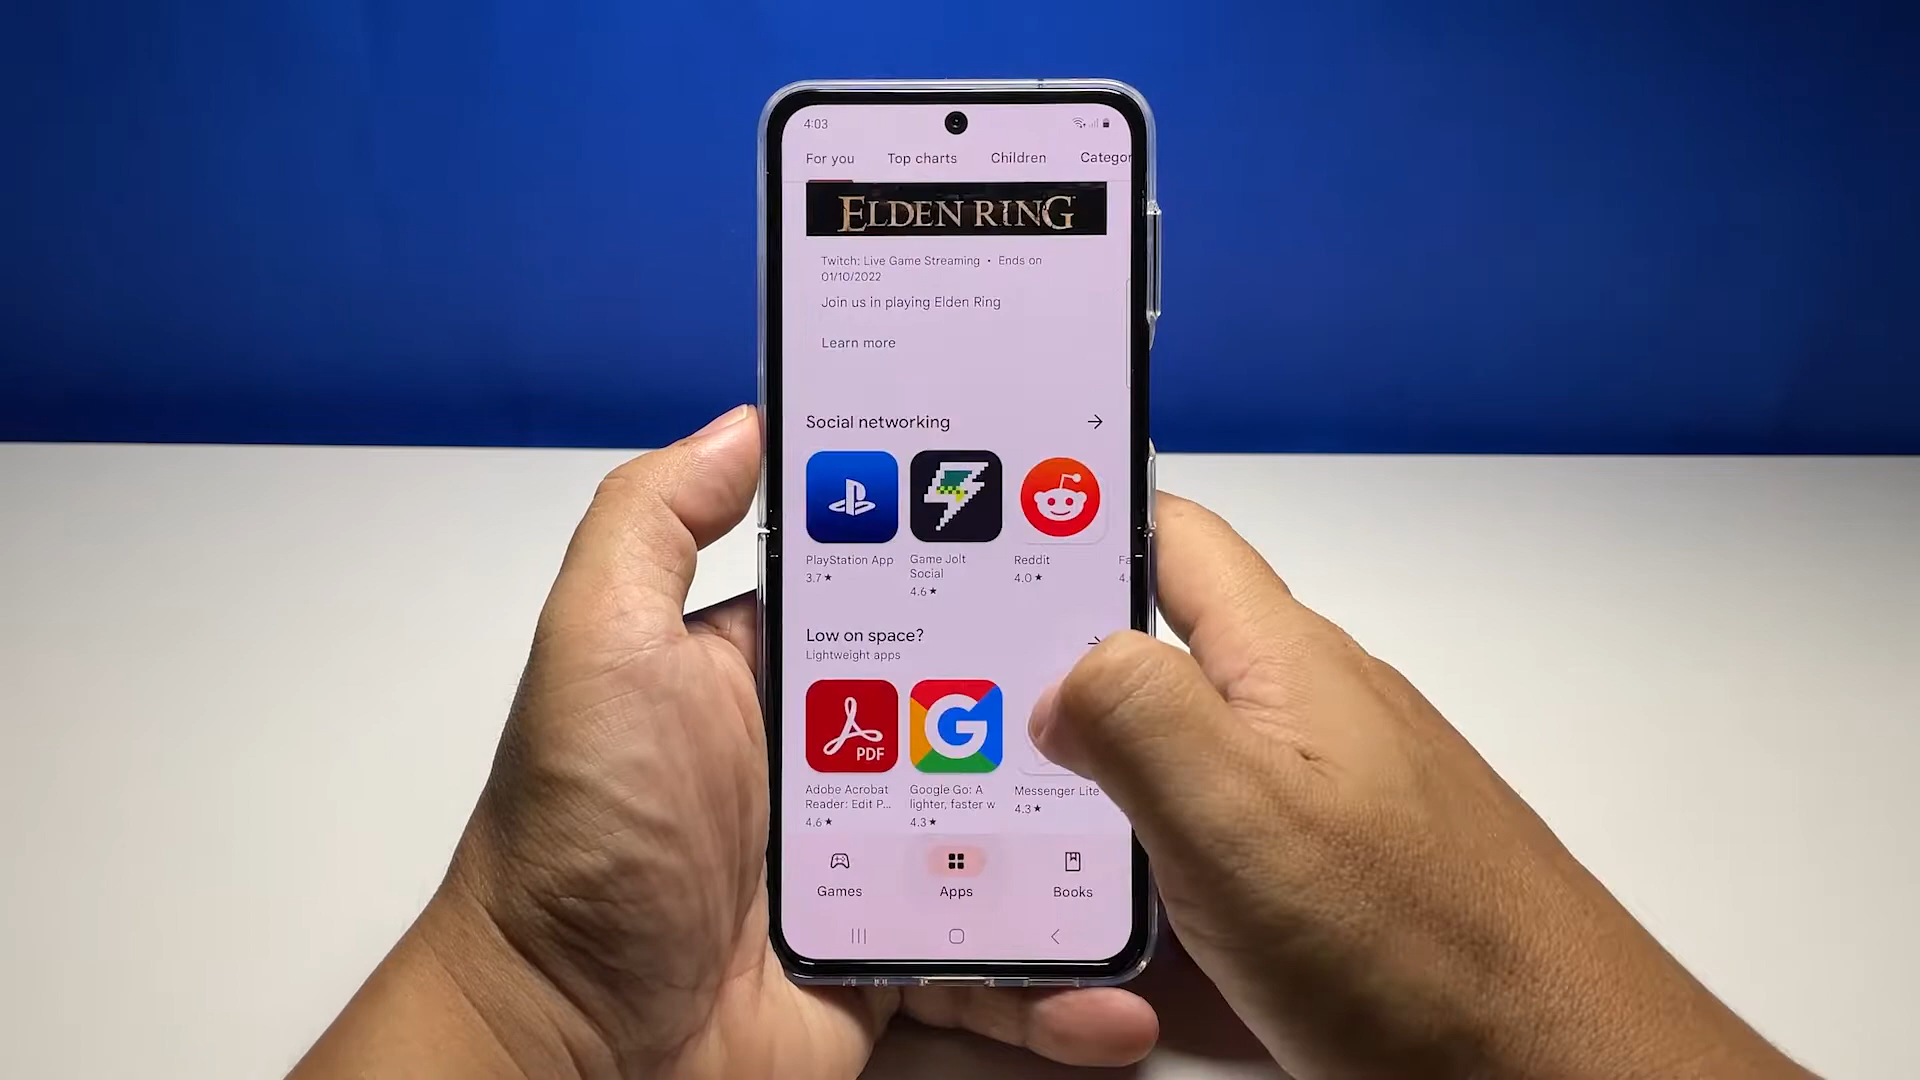 4:03
For you Top charts Children Categor
ELDEN RING
Twitch: Live Game Streaming • Ends on
01/10/2022
Join us in playing Elden Ring
Learn more
Social networking
PlayStation App Game Jolt Reddit Fa
Social
3.7★ 4.6★ 4.0★ 4.
Low on space?
Lightweight apps
PDF G
Adobe Acrobat Google Go: A Messenger Lite
Reader: Edit P... lighter, faster w
4.6★ 4.3★ 4.3★
Games Apps Books